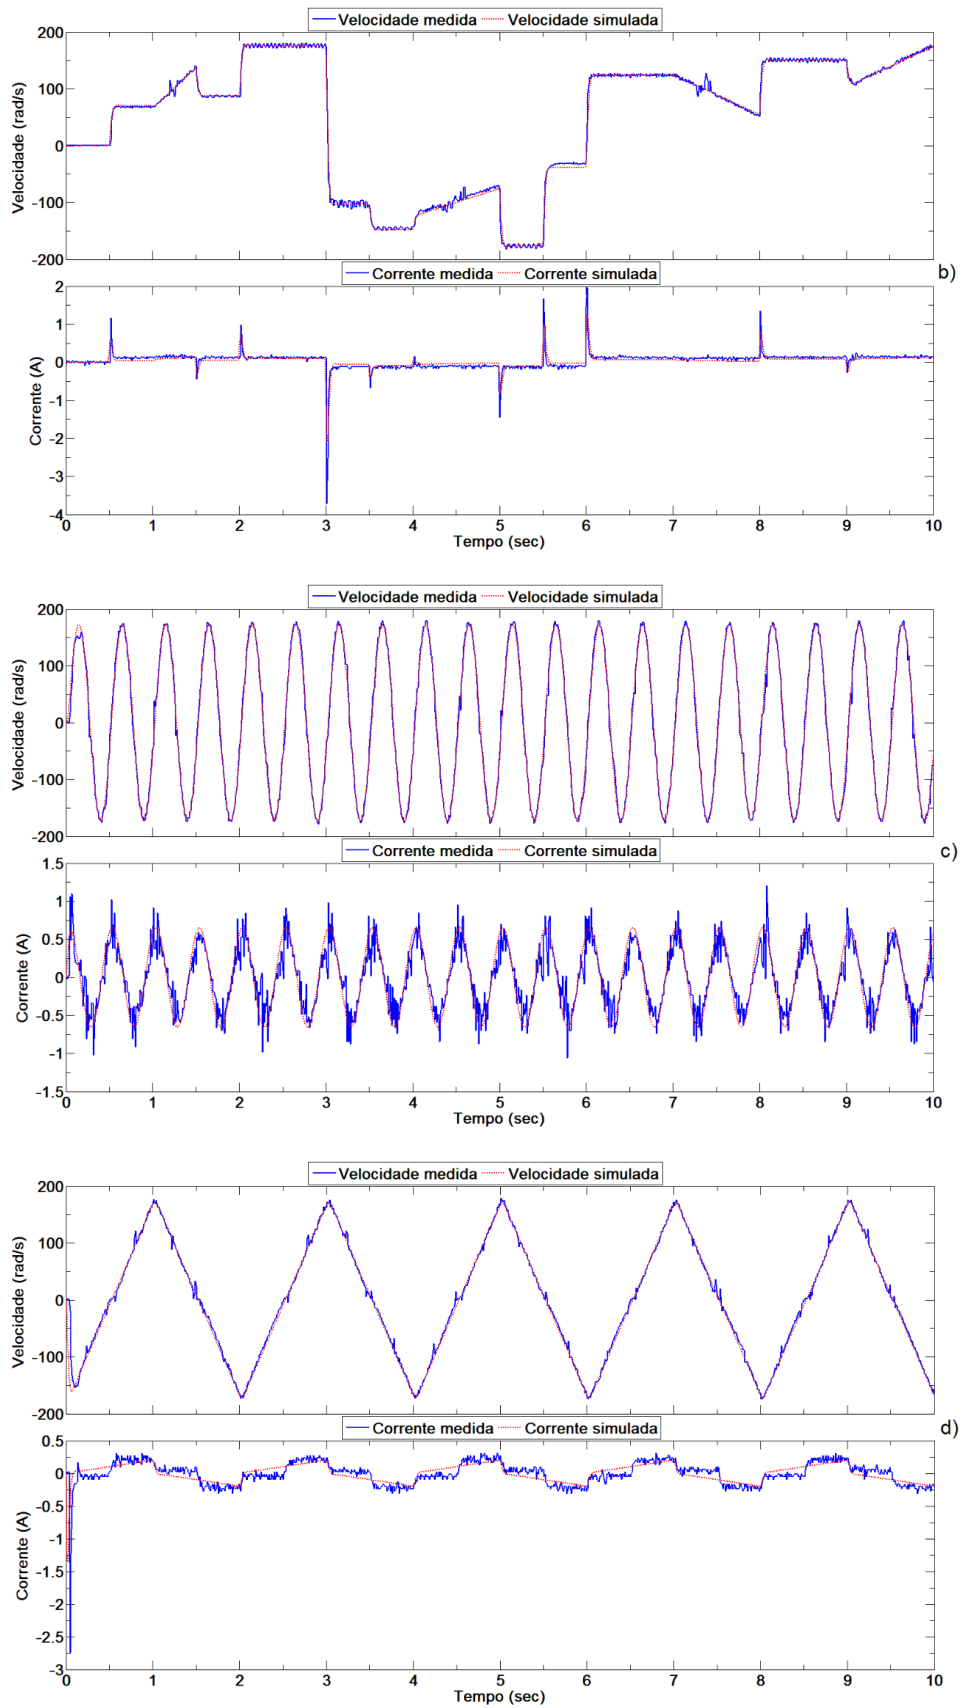 Velocidade medida Velocidade simulada
200
100
0
-100
-200
Velocidade (rad/s)
b)
Corrente medida Corrente simulada
2
1
0
-1
-2
-3
-4
Corrente (A)
0 1 2 3 4 5 6 7 8 9 10
Tempo (sec)
Velocidade medida Velocidade simulada
200
100
0
-100
-200
Velocidade (rad/s)
c)
Corrente medida Corrente simulada
1.5
1
0.5
0
-0.5
-1
-1.5
Corrente (A)
0 1 2 3 4 5 6 7 8 9 10
Tempo (sec)
Velocidade medida Velocidade simulada
200
100
0
-100
-200
Velocidade (rad/s)
d)
Corrente medida Corrente simulada
0.5
0
-0.5
-1
-1.5
-2
-2.5
-3
Corrente (A)
0 1 2 3 4 5 6 7 8 9 10
Tempo (sec)